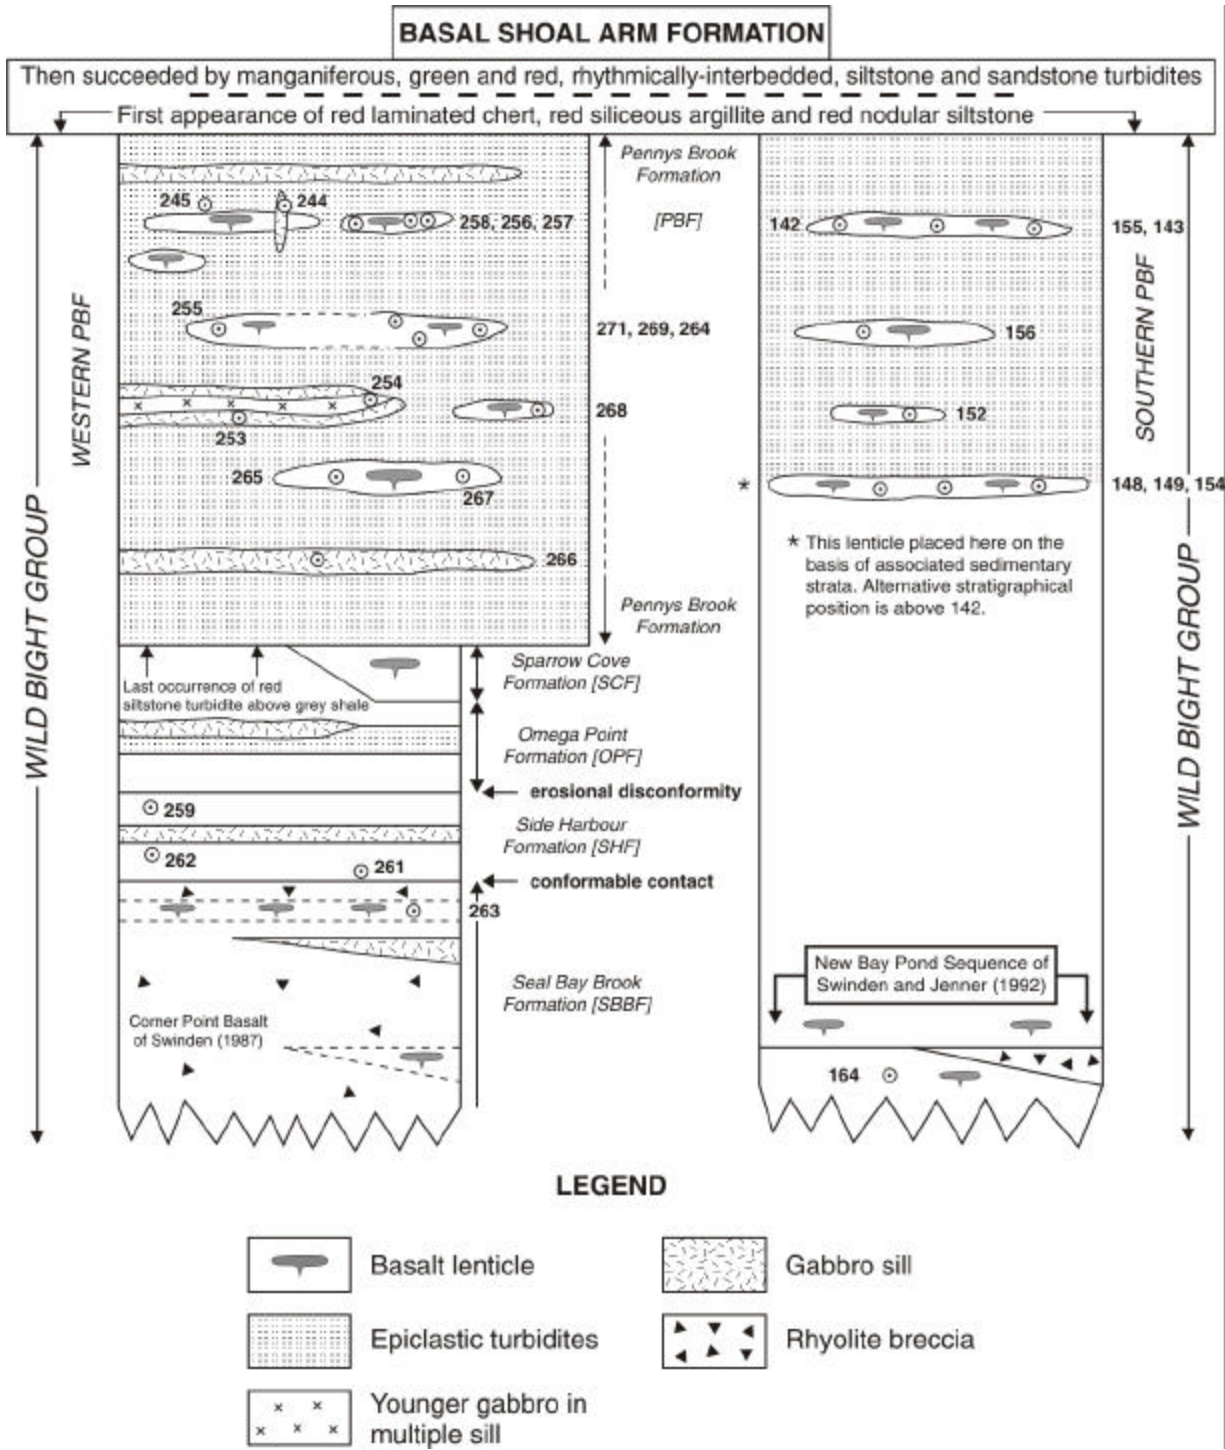 BASAL SHOAL ARM FORMATION
Then succeeded by manganiferous, green and red, rhythmically-interbedded, siltstone and sandstone turbidites
First appearance of red laminated chert, red siliceous argillite and red nodular siltstone
WILD BIGHT GROUP
WESTERN PBF
245
244
258, 256, 257
255
271, 269, 264
254
253
268
265
267
266
Pennys Brook
Formation
[PBF]
Pennys Brook
Formation
Last occurrence of red
siltstone turbidite above grey shale
Sparrow Cove
Formation [SCF]
Omega Point
Formation [OPF]
erosional disconformity
259
Side Harbour
Formation [SHF]
262
261
conformable contact
263
Seal Bay Brook
Formation [SBBF]
Corner Point Basalt
of Swinden (1987)
142
155, 143
156
152
*
148, 149, 154
SOUTHERN PBF
WILD BIGHT GROUP
* This lenticle placed here on the
basis of associated sedimentary
strata. Alternative stratigraphical
position is above 142.
New Bay Pond Sequence of
Swinden and Jenner (1992)
164
LEGEND
Basalt lenticle
Gabbro sill
Epiclastic turbidites
Rhyolite breccia
Younger gabbro in
multiple sill